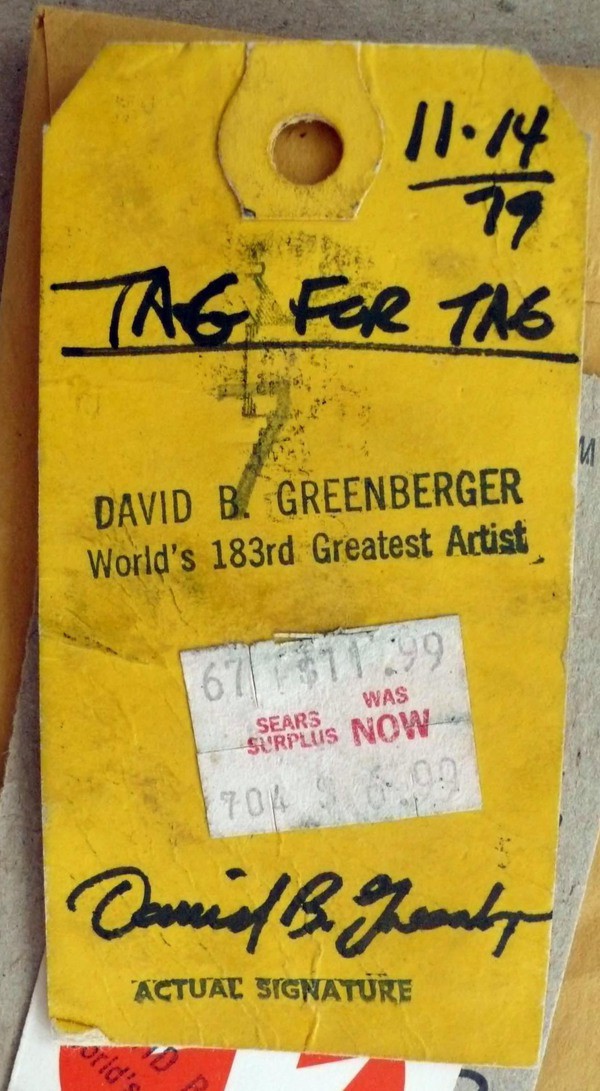 11·14
79
TAG FOR TAG
7
DAVID B. GREENBERGER
World's 183rd Greatest Artist
67 $11.99
SEARS WAS
SURPLUS NOW
704 $ 6.99
David B. Greenberger
ACTUAL SIGNATURE